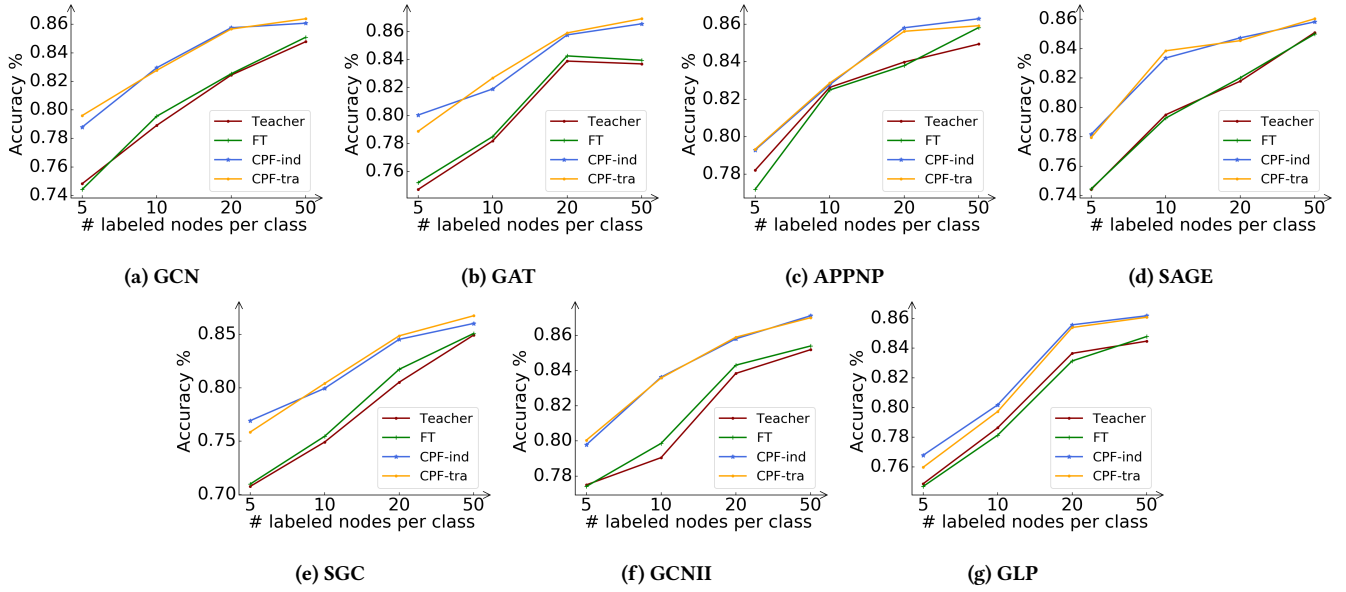 Accuracy %
0.86
0.84
0.82
0.80
0.78
0.76
0.74
Teacher
FT
CPF-ind
CPF-tra
5 10 20 50
# labeled nodes per class
(a) GCN
Accuracy %
0.86
0.84
0.82
0.80
0.78
0.76
Teacher
FT
CPF-ind
CPF-tra
5 10 20 50
# labeled nodes per class
(b) GAT
Accuracy %
0.86
0.84
0.82
0.80
0.78
Teacher
FT
CPF-ind
CPF-tra
5 10 20 50
# labeled nodes per class
(c) APPNP
Accuracy %
0.86
0.84
0.82
0.80
0.78
0.76
0.74
Teacher
FT
CPF-ind
CPF-tra
5 10 20 50
# labeled nodes per class
(d) SAGE
Accuracy %
0.85
0.80
0.75
0.70
Teacher
FT
CPF-ind
CPF-tra
5 10 20 50
# labeled nodes per class
(e) SGC
Accuracy %
0.86
0.84
0.82
0.80
0.78
Teacher
FT
CPF-ind
CPF-tra
5 10 20 50
# labeled nodes per class
(f) GCNII
Accuracy %
0.86
0.84
0.82
0.80
0.78
0.76
Teacher
FT
CPF-ind
CPF-tra
5 10 20 50
# labeled nodes per class
(g) GLP